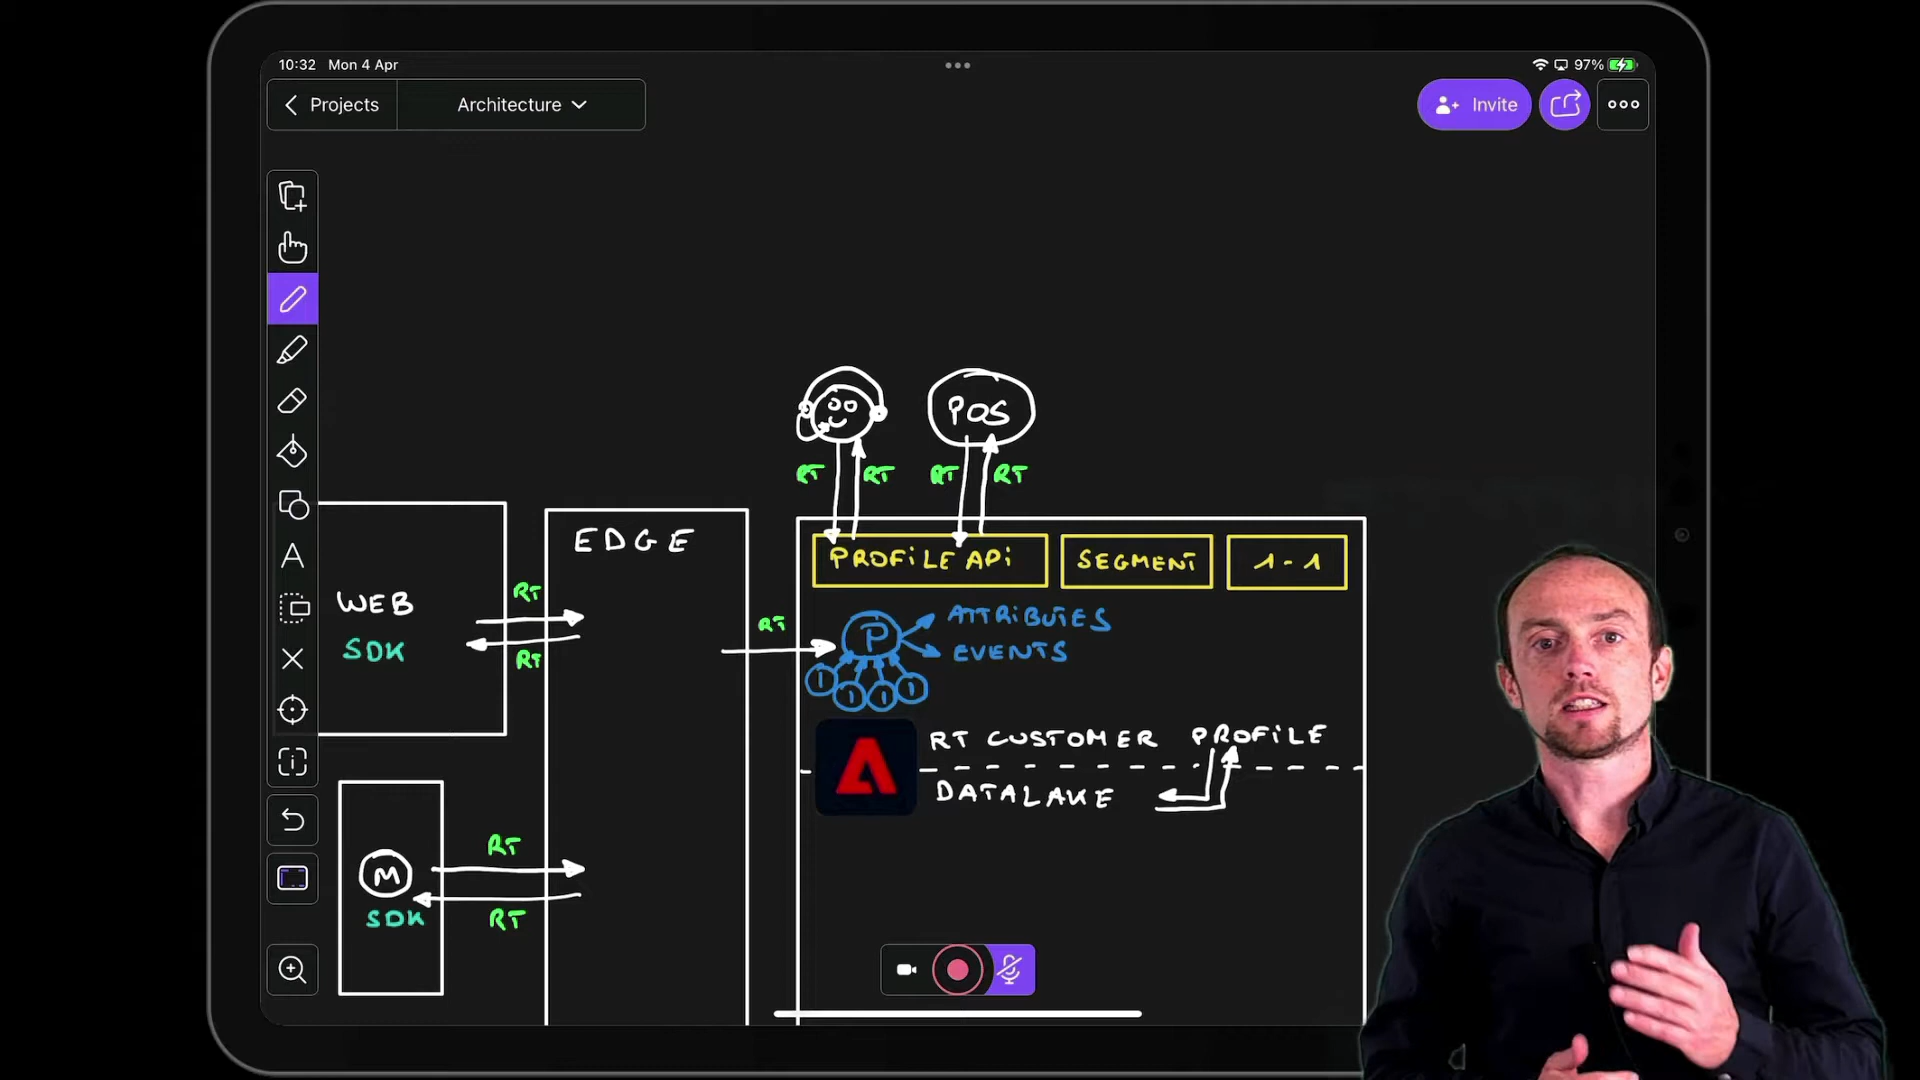 10:32 Mon 4 Apr
97%
Projects
Architecture
Invite
A
POS
RT RT RT RT
EDGE
PROFILE API SEGMENT 1-1
WEB
SDK
RT
RT
RT
P
ATTRIBUTES
EVENTS
RT CUSTOMER PROFILE
DATALAKE
M
SDK
RT
RT